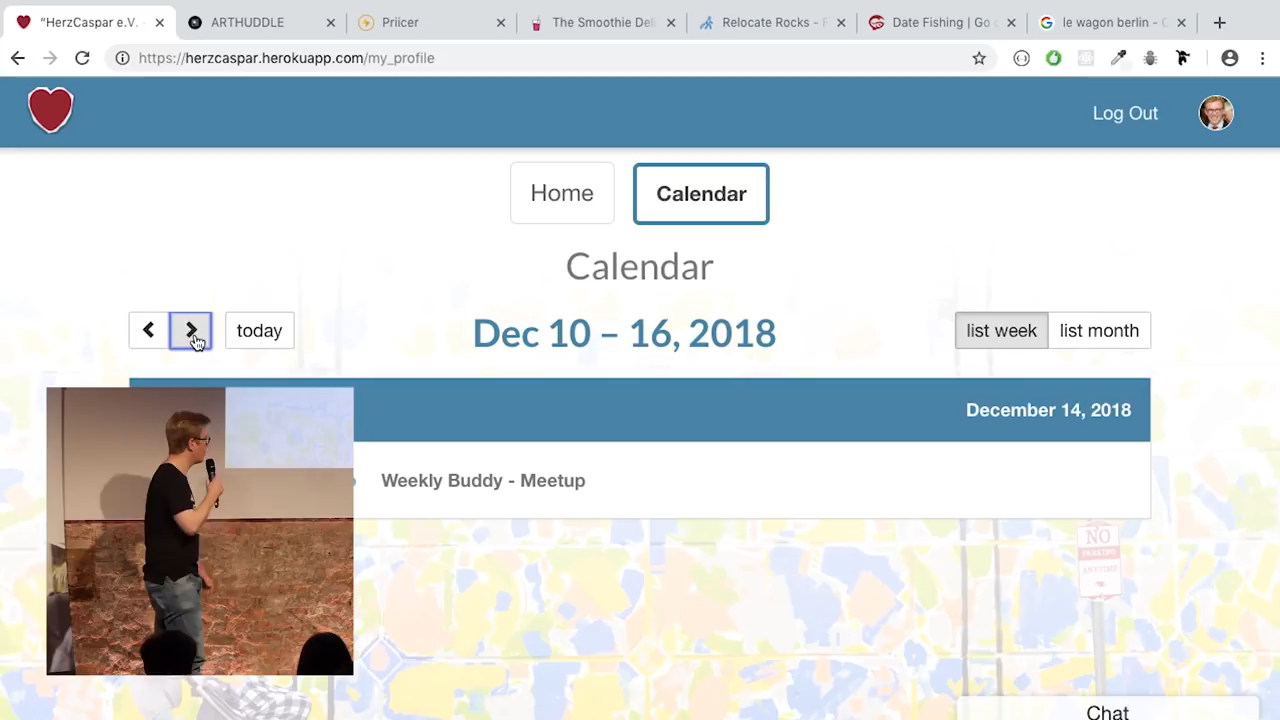 "HerzCaspar e.V. -
ARTHUDDLE
Priicer
The Smoothie Del
Relocate Rocks - F
Date Fishing | Go o
le wagon berlin - G
https://herzcaspar.herokuapp.com/my_profile
Log Out
Home
Calendar
Calendar
today
Dec 10 – 16, 2018
list week
list month
December 14, 2018
Weekly Buddy - Meetup
NO
PARKING
ANYTIME
Chat